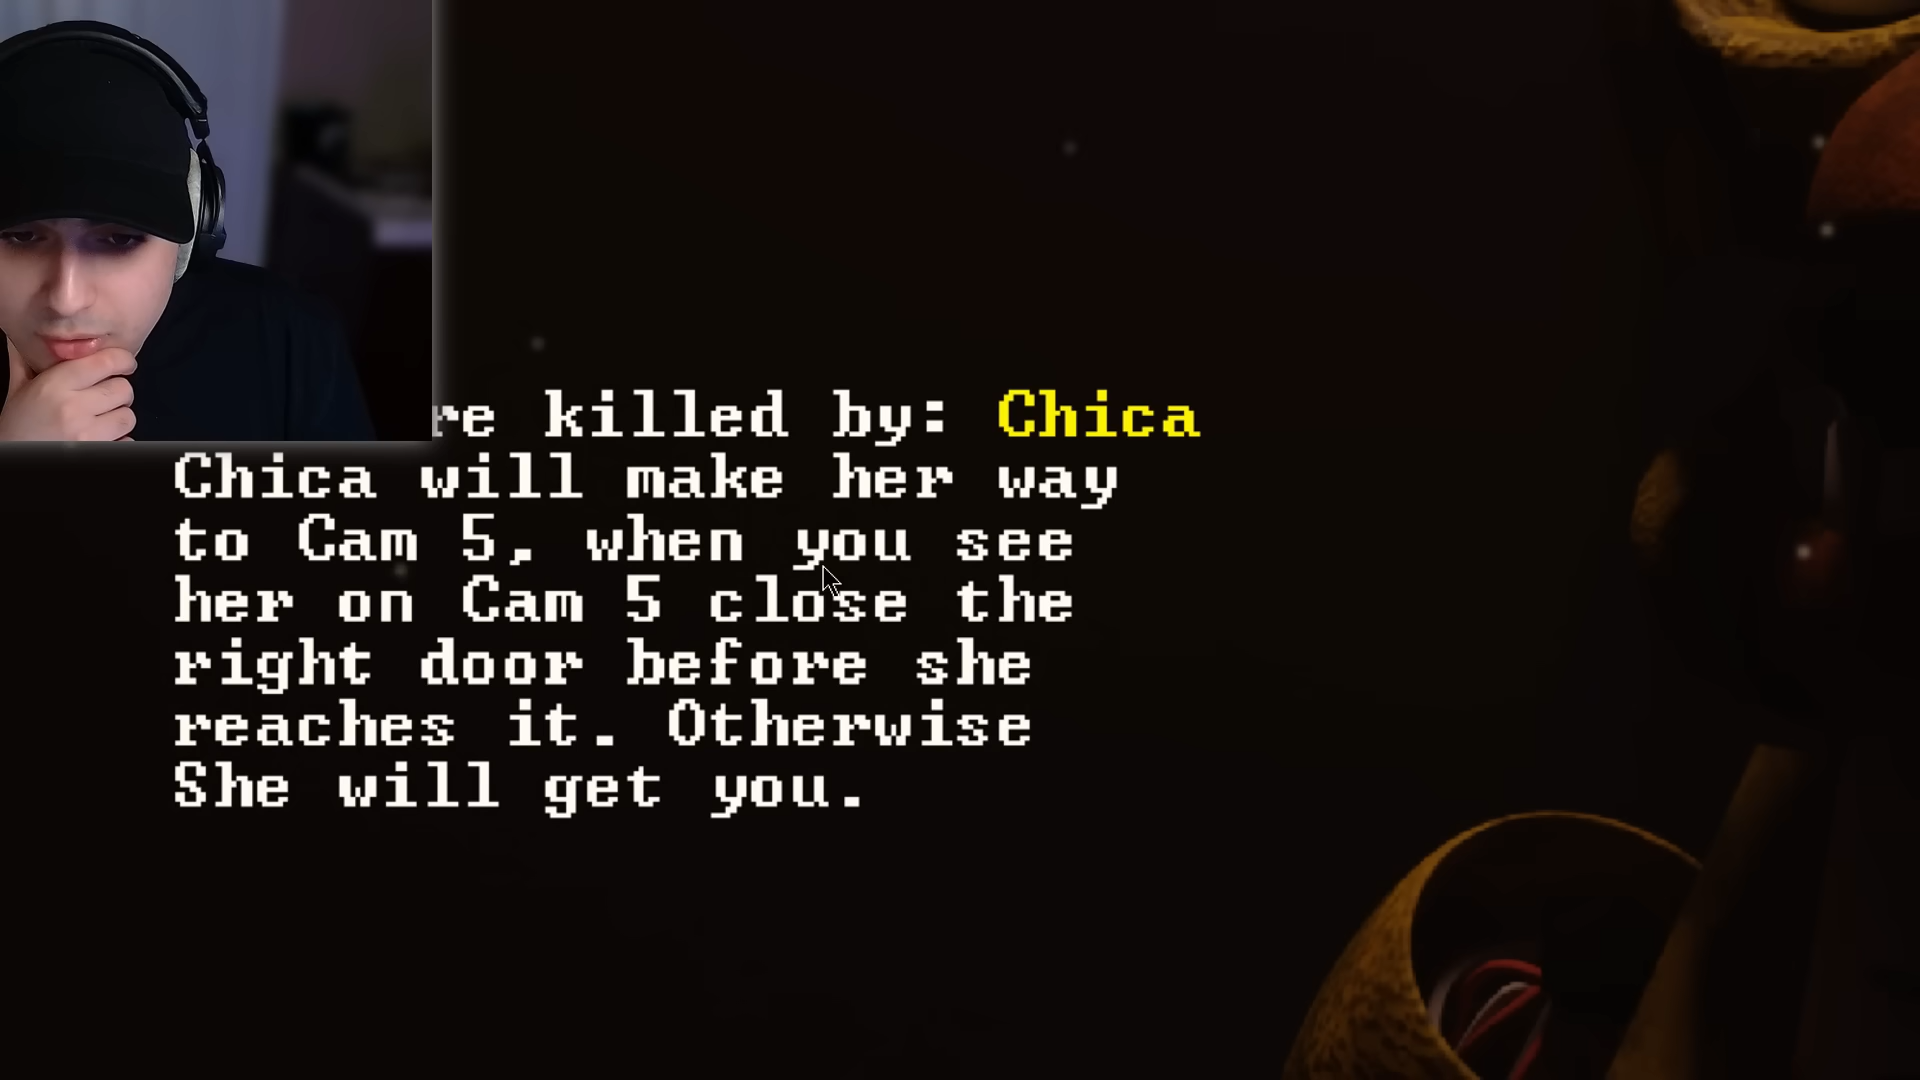 killed by: Chica
Chica will make her way
to Cam 5, when you see
her on Cam 5 close the
right door before she
reaches it. Otherwise
She will get you.